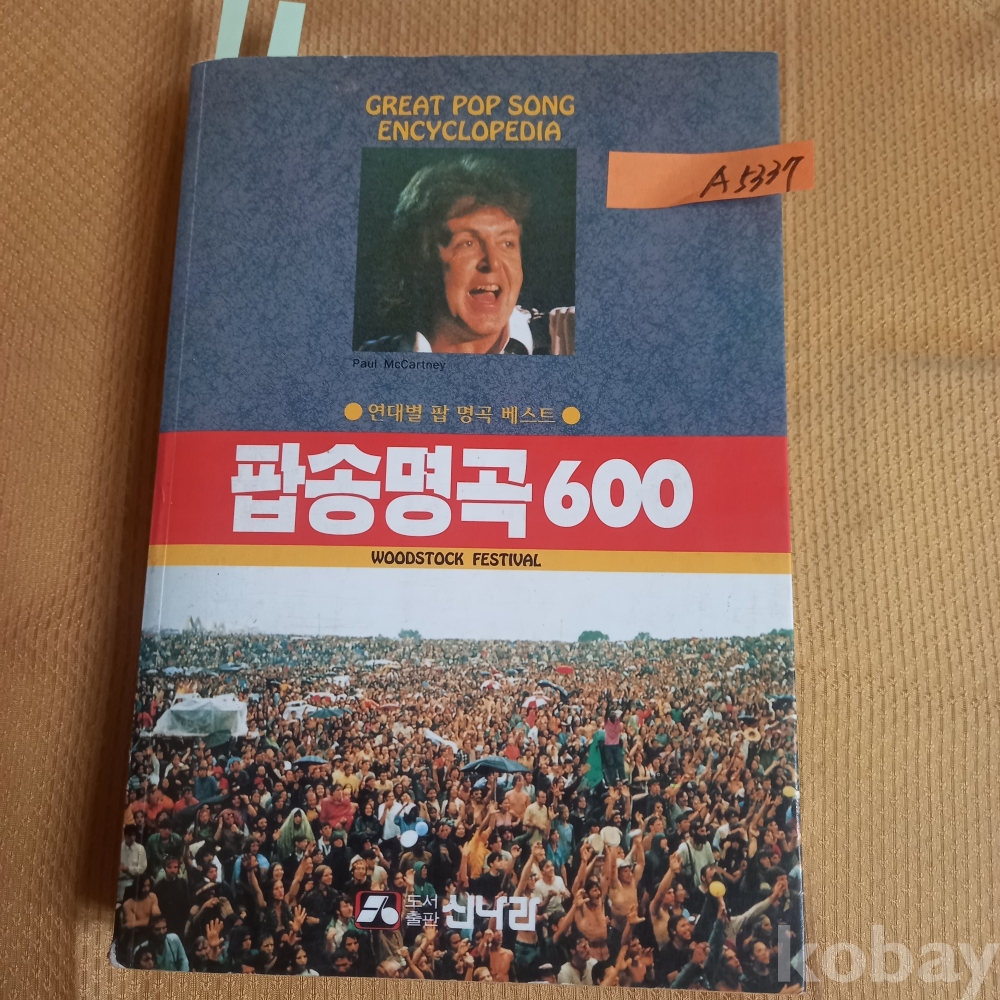 GREAT POP SONG
ENCYCLOPEDIA
A5337
Paul McCartney
● 연대별 팝 명곡 베스트 ●
팝송명곡 600
WOODSTOCK FESTIVAL
도서
출판 신나라
kobay